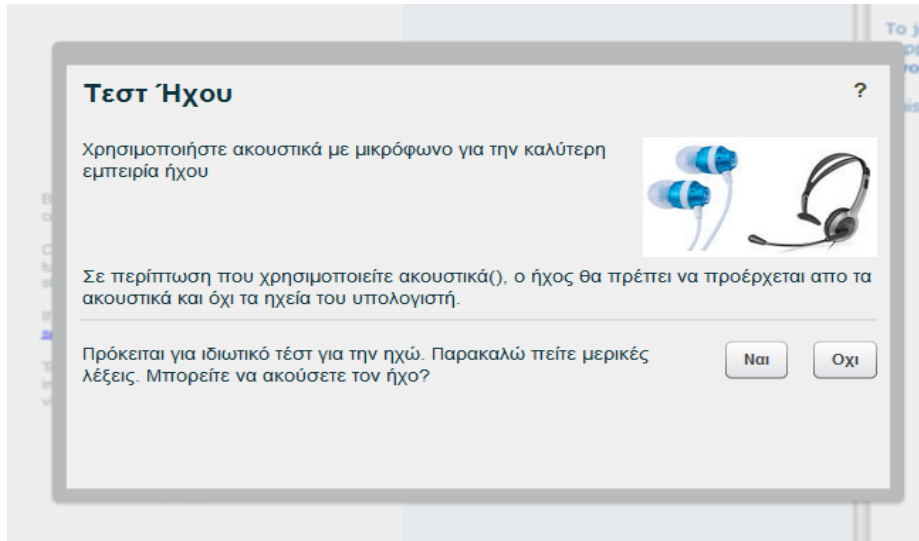 Τεστ Ήχου
?
Χρησιμοποιήστε ακουστικά με μικρόφωνο για την καλύτερη
εμπειρία ήχου
Σε περίπτωση που χρησιμοποιείτε ακουστικά(), ο ήχος θα πρέπει να προέρχεται απο τα
ακουστικά και όχι τα ηχεία του υπολογιστή.
Πρόκειται για ιδιωτικό τέστ για την ηχώ. Παρακαλώ πείτε μερικές
λέξεις. Μπορείτε να ακούσετε τον ήχο?
Ναι
Οχι
To